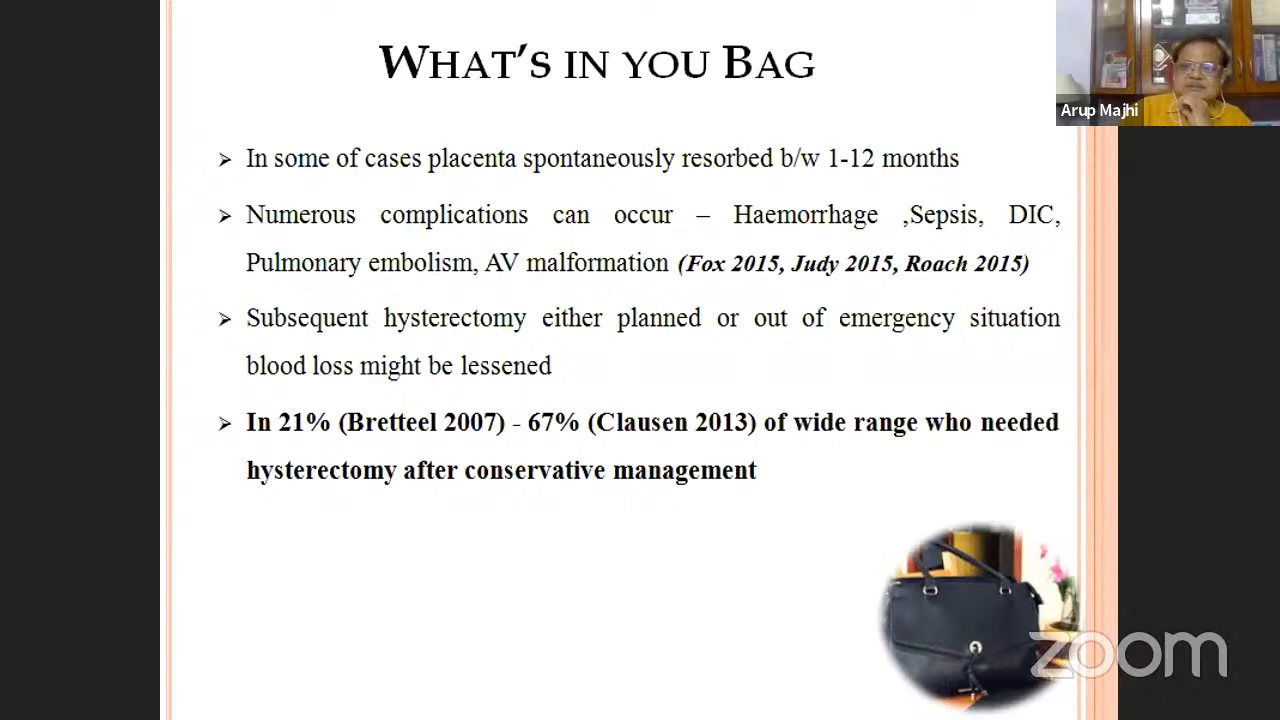 WHAT'S IN YOU BAG
Arup Majhi
In some of cases placenta spontaneously resorbed b/w 1-12 months
Numerous complications can occur – Haemorrhage ,Sepsis, DIC,
Pulmonary embolism, AV malformation (Fox 2015, Judy 2015, Roach 2015)
Subsequent hysterectomy either planned or out of emergency situation
blood loss might be lessened
In 21% (Bretteel 2007) - 67% (Clausen 2013) of wide range who needed
hysterectomy after conservative management
zoom